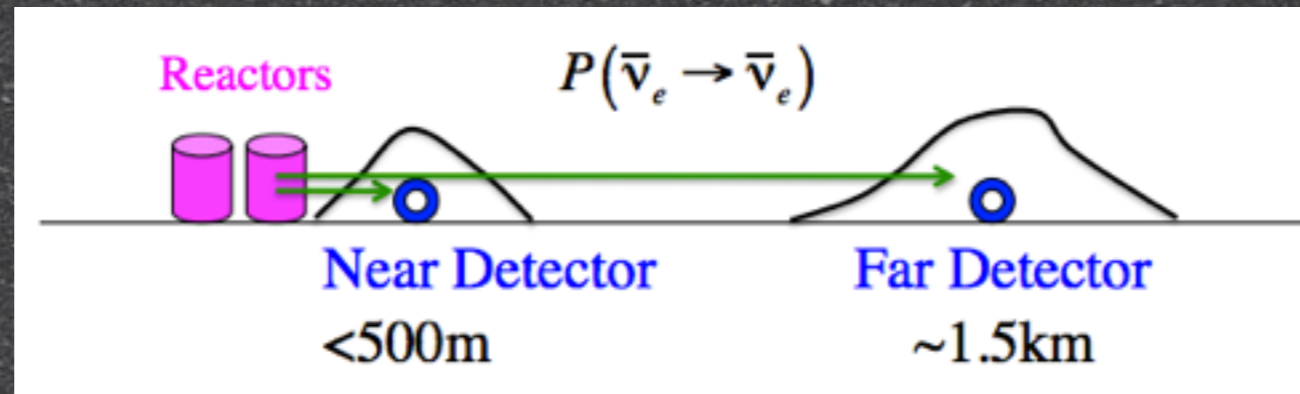 Reactors
P(ν̄ₑ → ν̄ₑ)
Near Detector
Far Detector
<500m
~1.5km